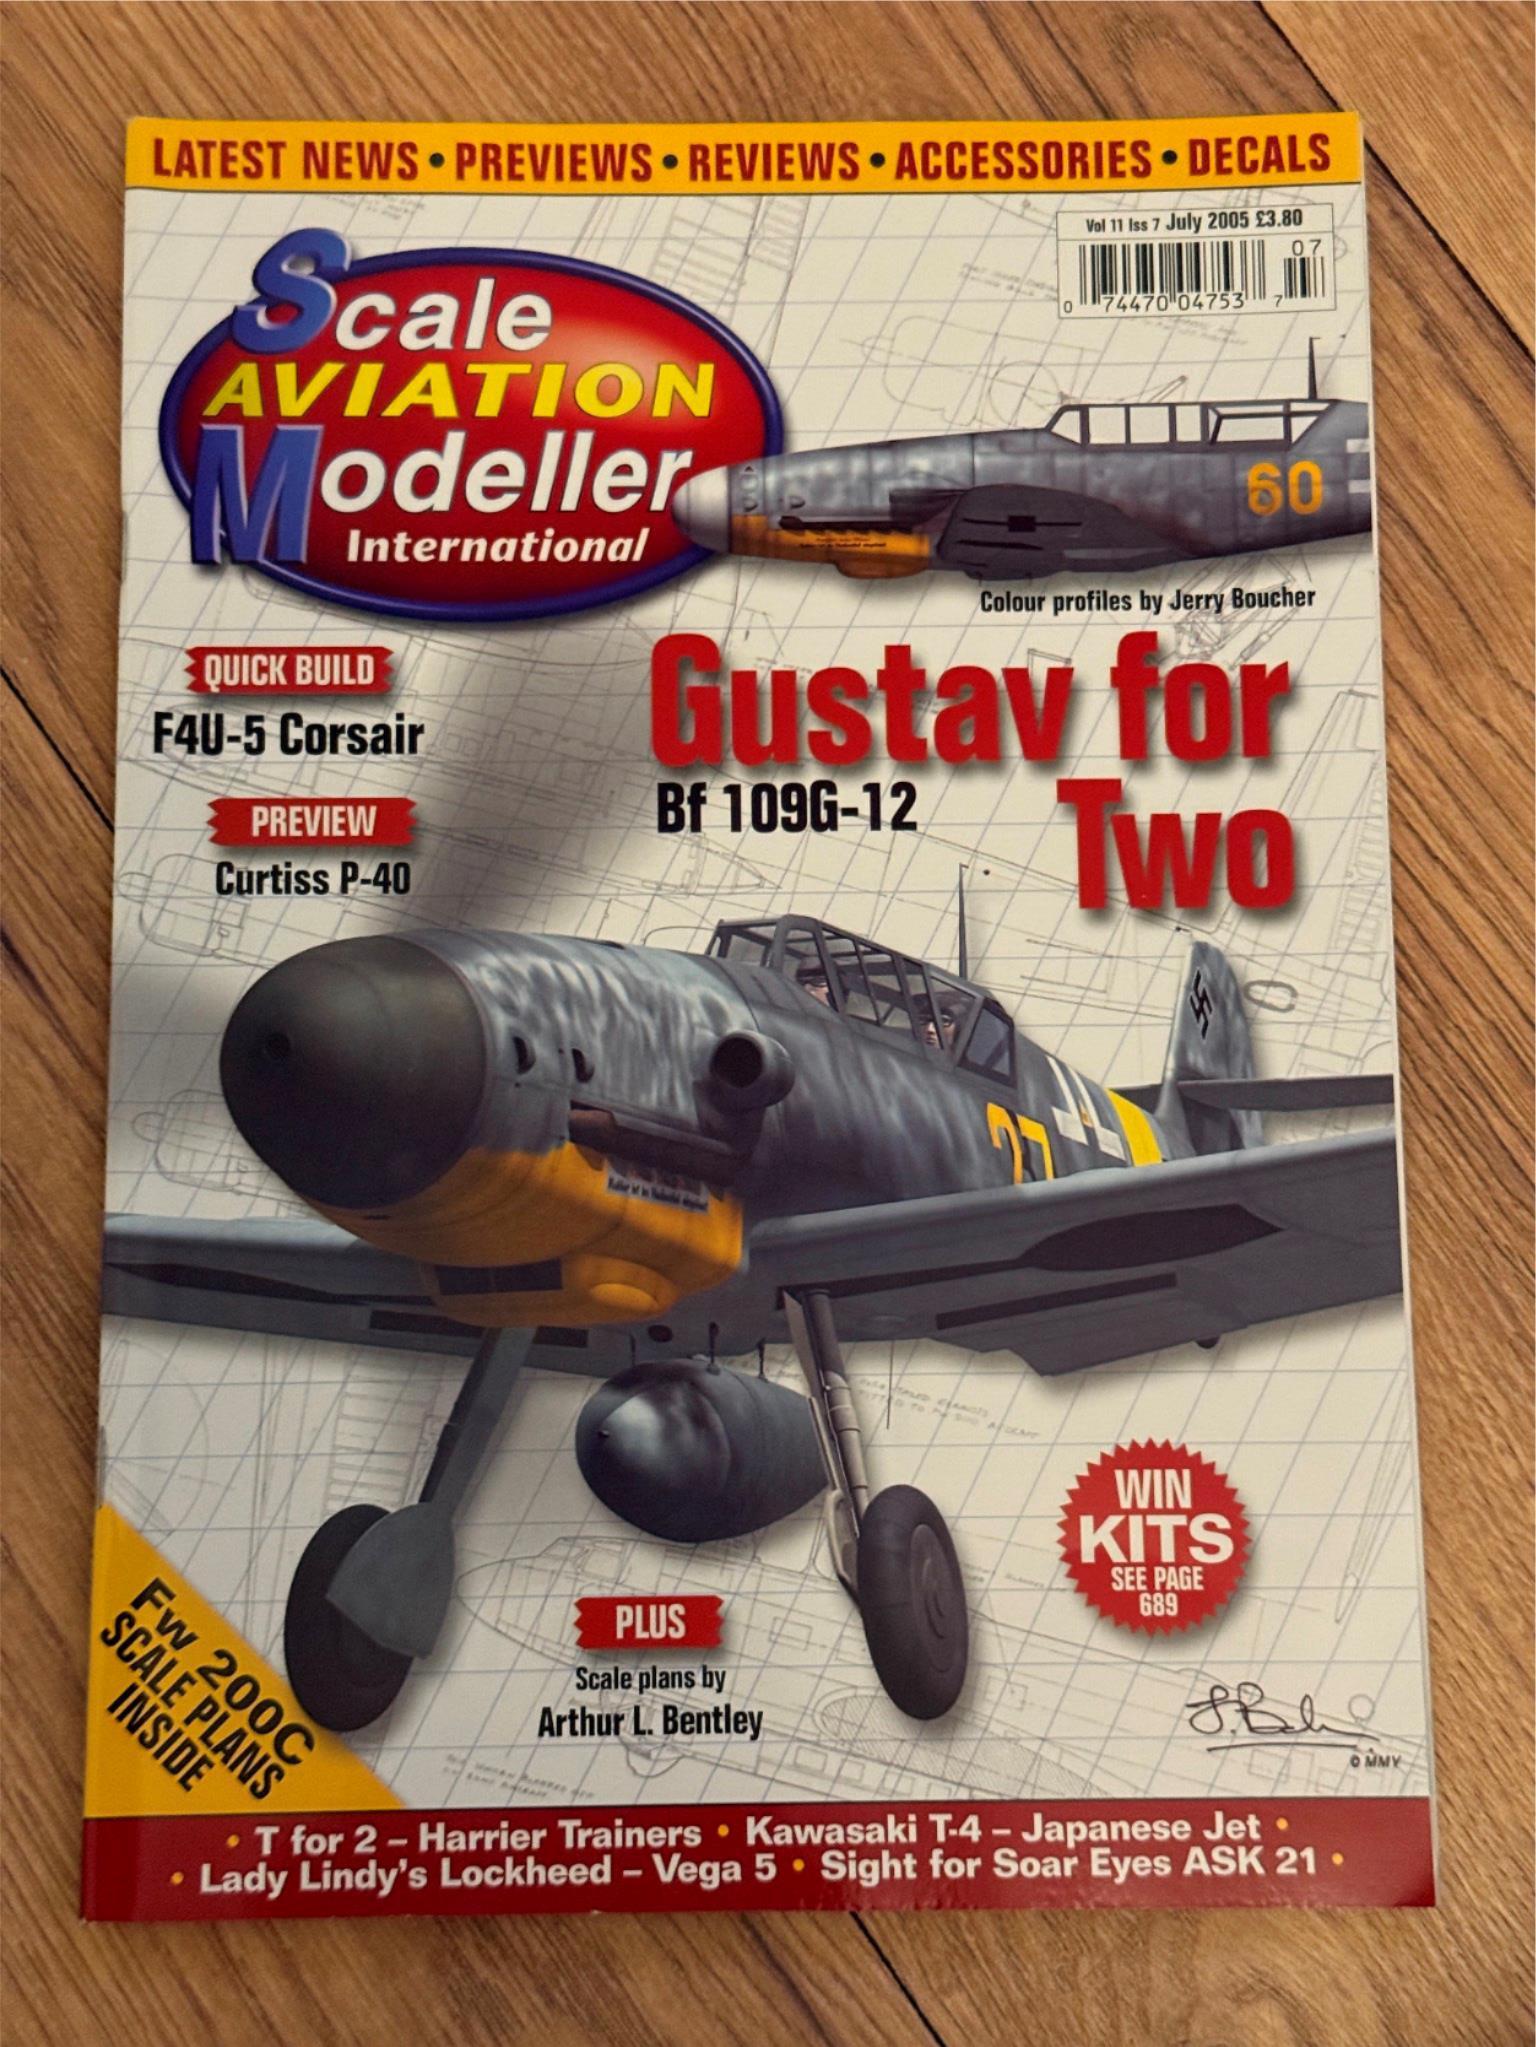 LATEST NEWS • PREVIEWS • REVIEWS • ACCESSORIES • DECALS
Vol 11 Iss 7 July 2005 £3.80
07
0 74470 04753 7
Scale
AVIATION
Modeller
International
60
Colour profiles by Jerry Boucher
QUICK BUILD
F4U-5 Corsair
PREVIEW
Curtiss P-40
Gustav for
Two
Bf 109G-12
27
WIN
KITS
SEE PAGE
689
PLUS
Scale plans by
Arthur L. Bentley
Fw 200C
SCALE PLANS
INSIDE
© MMV
• T for 2 – Harrier Trainers • Kawasaki T-4 – Japanese Jet •
• Lady Lindy's Lockheed – Vega 5 • Sight for Soar Eyes ASK 21 •